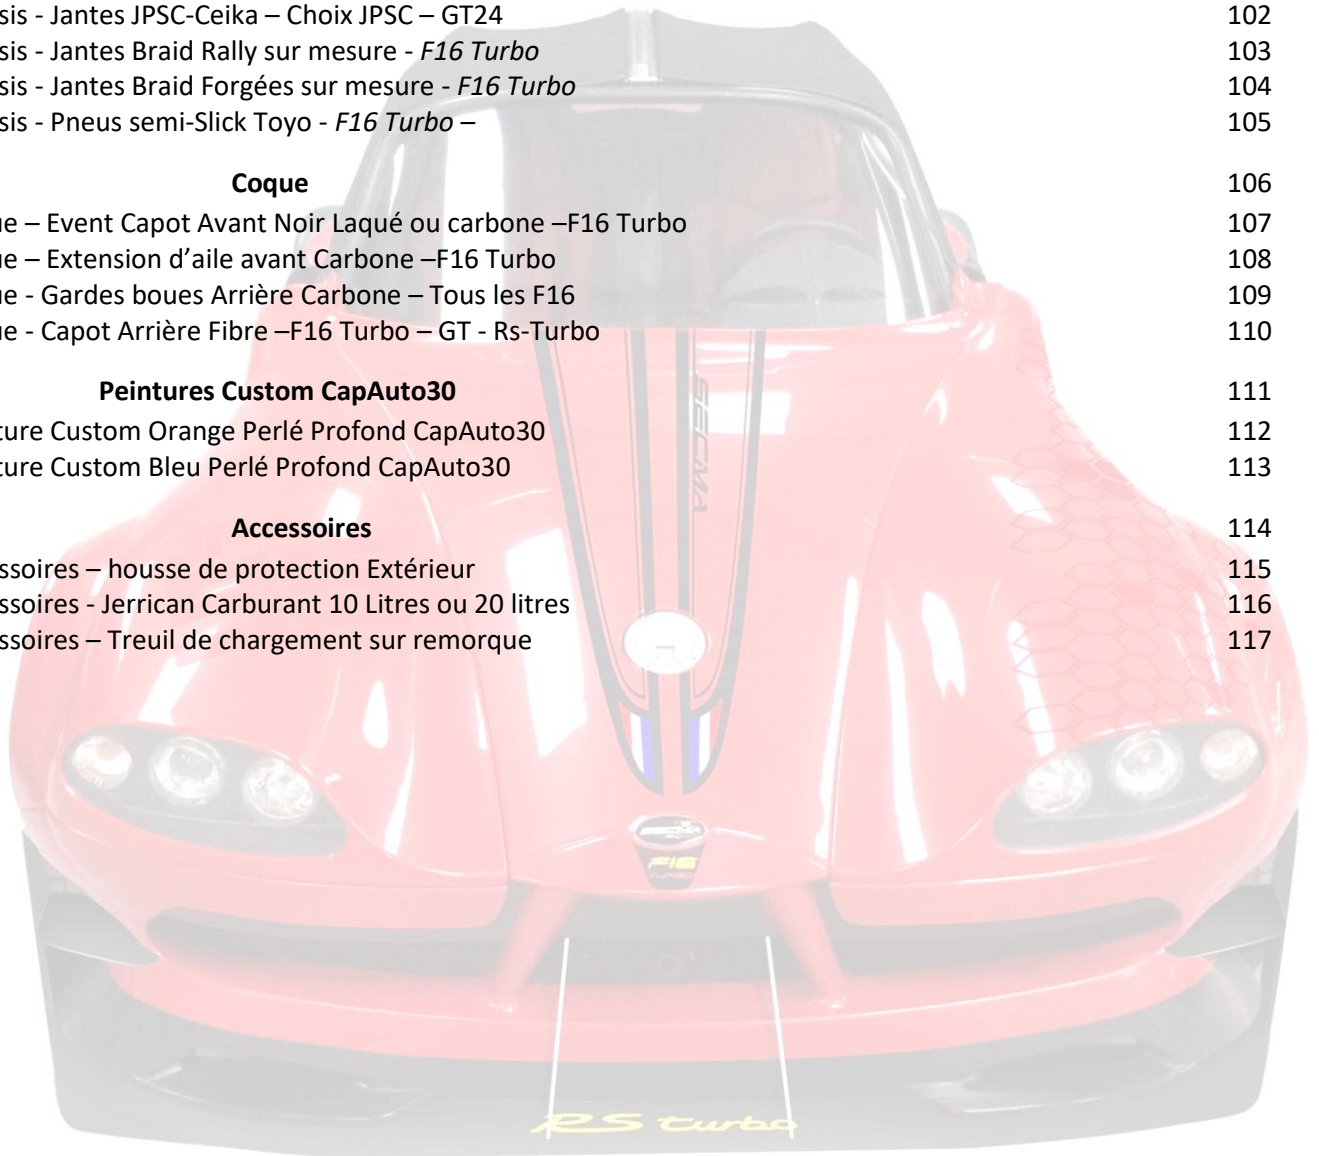 sis - Jantes JPSC-Ceika – Choix JPSC – GT24 102
sis - Jantes Braid Rally sur mesure - F16 Turbo 103
sis - Jantes Braid Forgées sur mesure - F16 Turbo 104
sis - Pneus semi-Slick Toyo - F16 Turbo – 105
Coque 106
ue – Event Capot Avant Noir Laqué ou carbone –F16 Turbo 107
ue – Extension d’aile avant Carbone –F16 Turbo 108
ue - Gardes boues Arrière Carbone – Tous les F16 109
ue - Capot Arrière Fibre –F16 Turbo – GT - Rs-Turbo 110
Peintures Custom CapAuto30 111
ture Custom Orange Perlé Profond CapAuto30 112
ture Custom Bleu Perlé Profond CapAuto30 113
Accessoires 114
ssoires – housse de protection Extérieur 115
ssoires - Jerrican Carburant 10 Litres ou 20 litres 116
ssoires – Treuil de chargement sur remorque 117
SECMA
SECMA
F16
TURBO
RS turbo